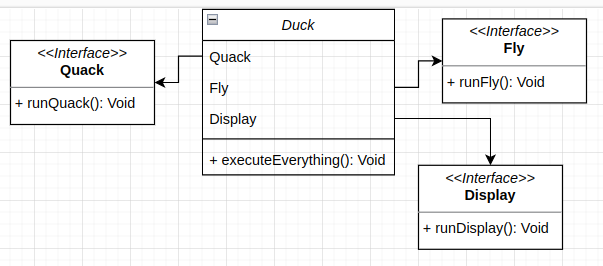 <<Interface>>
Quack
+ runQuack(): Void
Duck
Quack
Fly
Display
+ executeEverything(): Void
<<Interface>>
Fly
+ runFly(): Void
<<Interface>>
Display
+ runDisplay(): Void